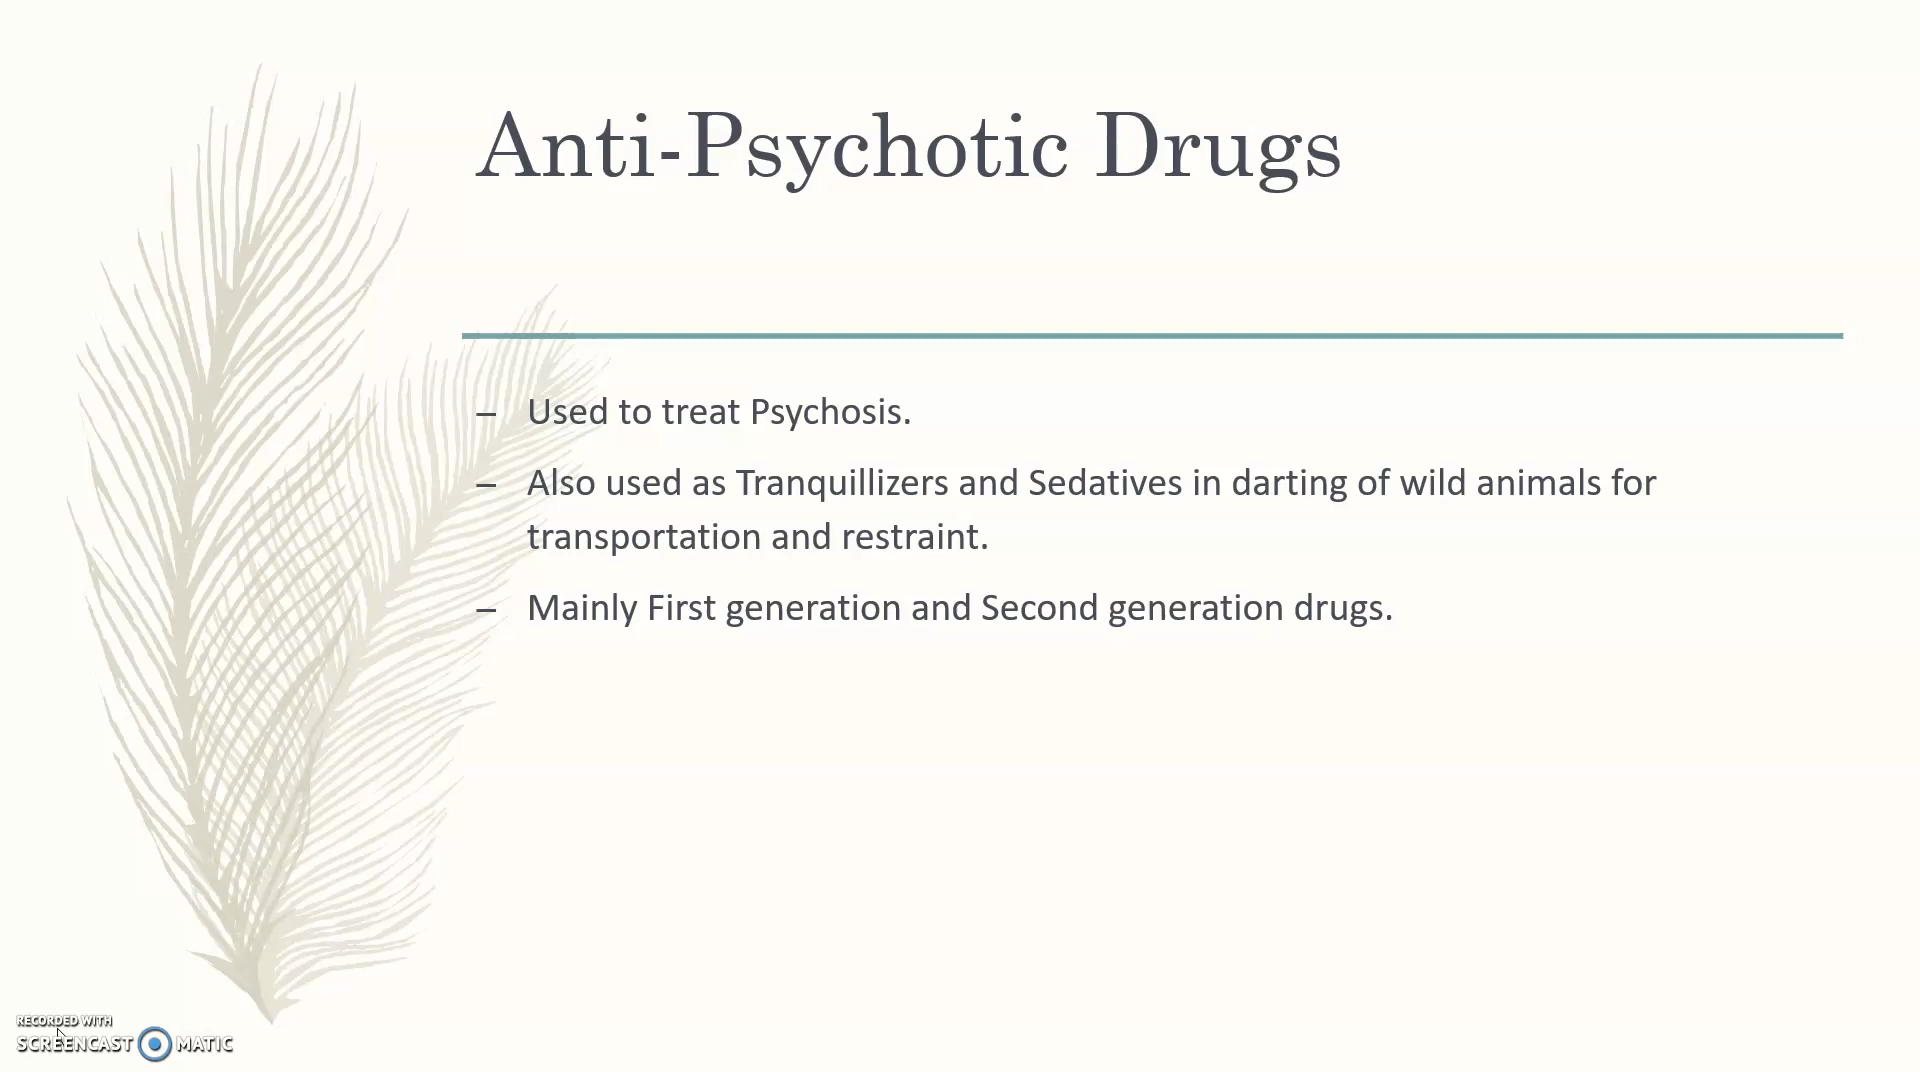 Anti-Psychotic Drugs
– Used to treat Psychosis.
– Also used as Tranquillizers and Sedatives in darting of wild animals for
transportation and restraint.
– Mainly First generation and Second generation drugs.
RECORDED WITH
SCREENCAST MATIC